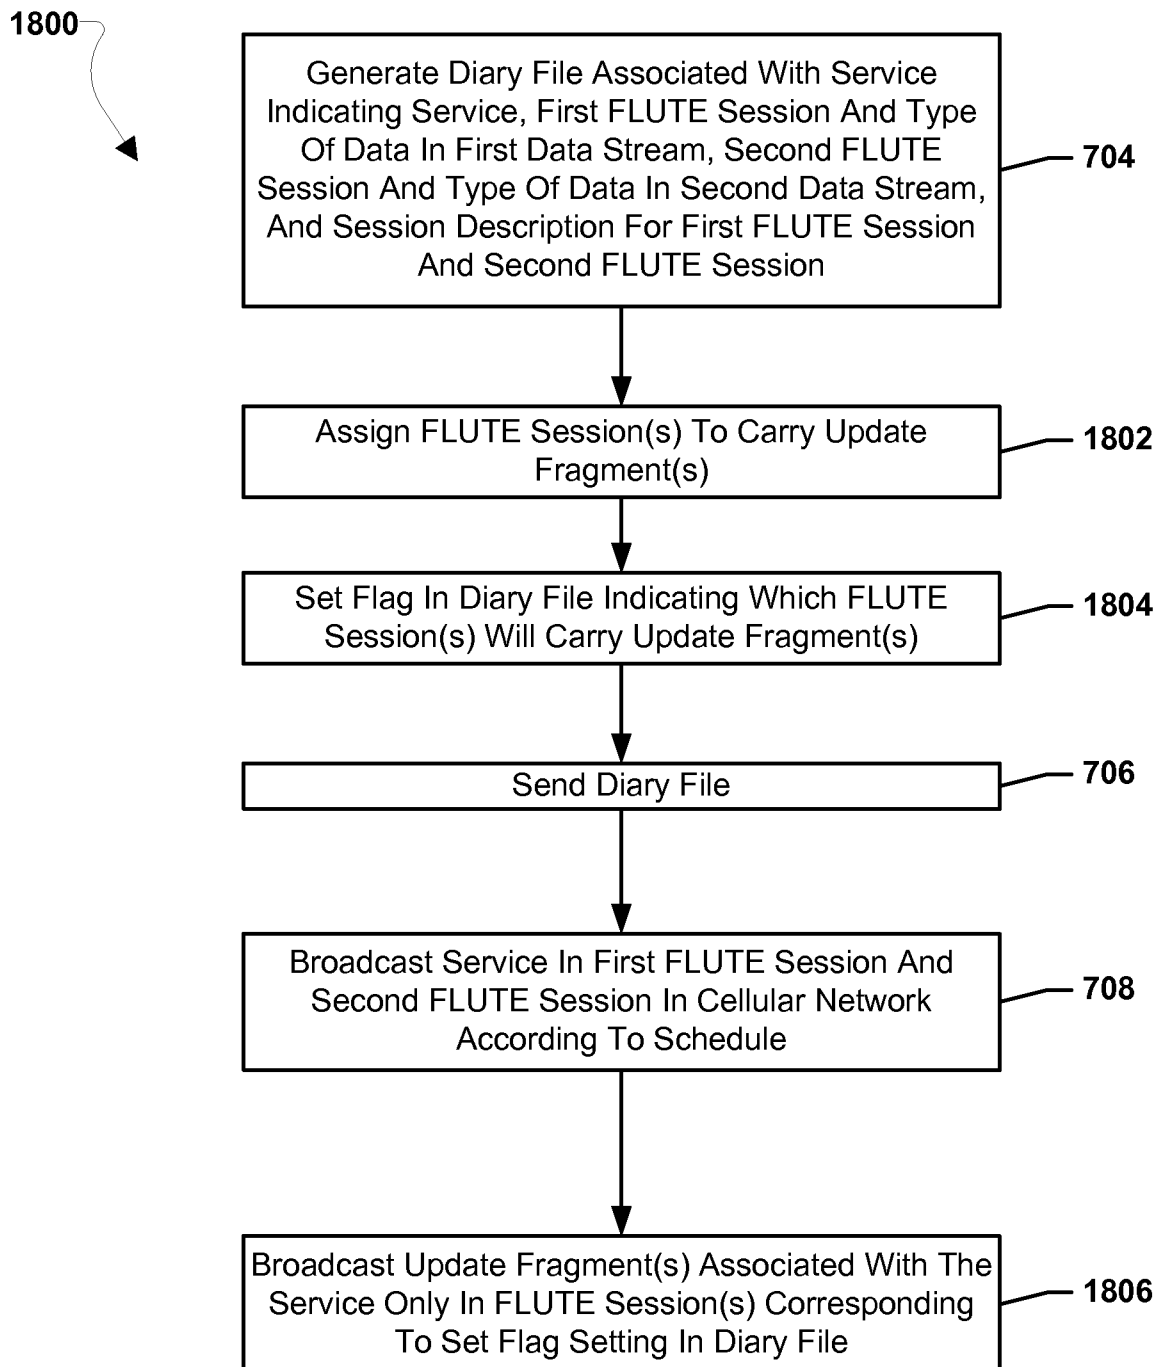 1800
Generate Diary File Associated With Service
Indicating Service, First FLUTE Session And Type
Of Data In First Data Stream, Second FLUTE
Session And Type Of Data In Second Data Stream,
And Session Description For First FLUTE Session
And Second FLUTE Session
704
Assign FLUTE Session(s) To Carry Update
Fragment(s)
1802
Set Flag In Diary File Indicating Which FLUTE
Session(s) Will Carry Update Fragment(s)
1804
Send Diary File
706
Broadcast Service In First FLUTE Session And
Second FLUTE Session In Cellular Network
According To Schedule
708
Broadcast Update Fragment(s) Associated With The
Service Only In FLUTE Session(s) Corresponding
To Set Flag Setting In Diary File
1806